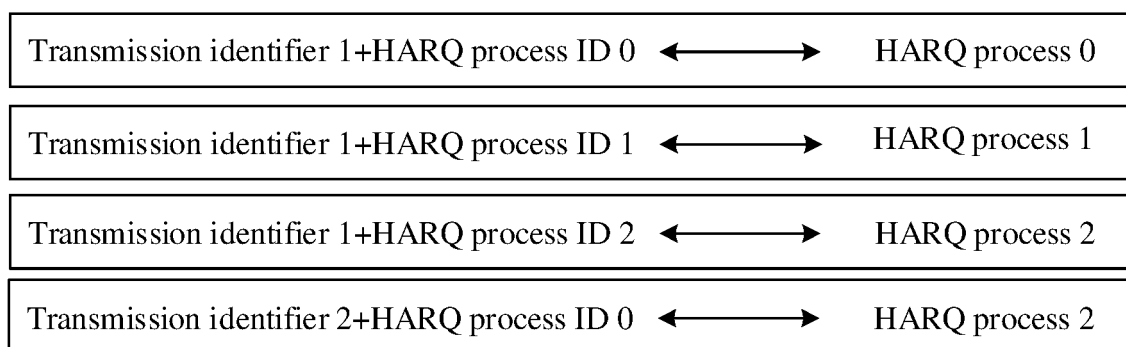 Transmission identifier 1+HARQ process ID 0 HARQ process 0
Transmission identifier 1+HARQ process ID 1 HARQ process 1
Transmission identifier 1+HARQ process ID 2 HARQ process 2
Transmission identifier 2+HARQ process ID 0 HARQ process 2